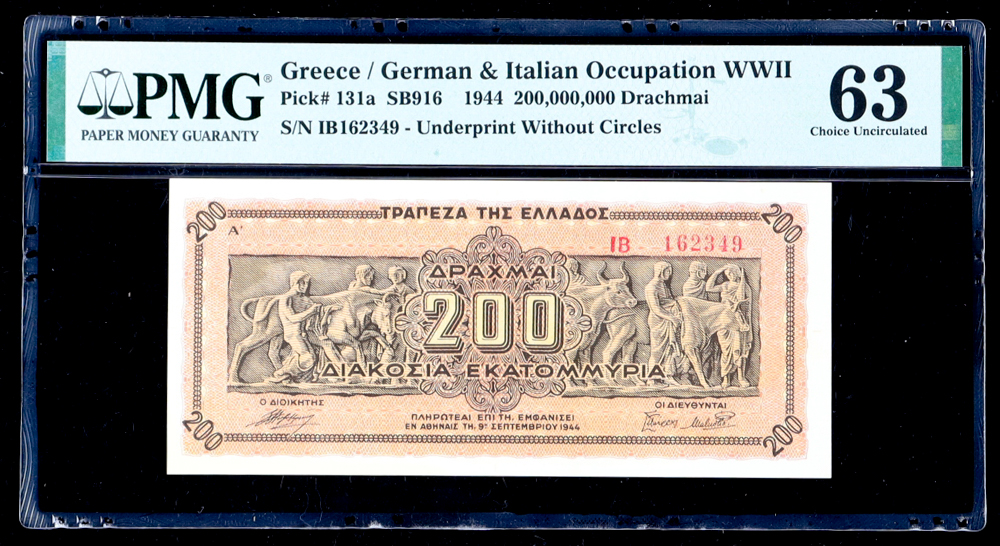 PMG®
PAPER MONEY GUARANTY
Greece / German & Italian Occupation WWII
Pick# 131a SB916 1944 200,000,000 Drachmai
S/N IB162349 - Underprint Without Circles
63
Choice Uncirculated
200
ΤΡΑΠΕΖΑ ΤΗΣ ΕΛΛΑΔΟΣ
200
Α'
ΙΒ 162349
ΔΡΑΧΜΑΙ
200
ΔΙΑΚΟΣΙΑ ΕΚΑΤΟΜΜΥΡΙΑ
Ο ΔΙΟΙΚΗΤΗΣ
ΟΙ ΔΙΕΥΘΥΝΤΑΙ
ΠΛΗΡΩΤΕΑΙ ΕΠΙ ΤΗ, ΕΜΦΑΝΙΣΕΙ
ΕΝ ΑΘΗΝΑΙΣ ΤΗ, 9ῃ ΣΕΠΤΕΜΒΡΙΟΥ 1944
200
200